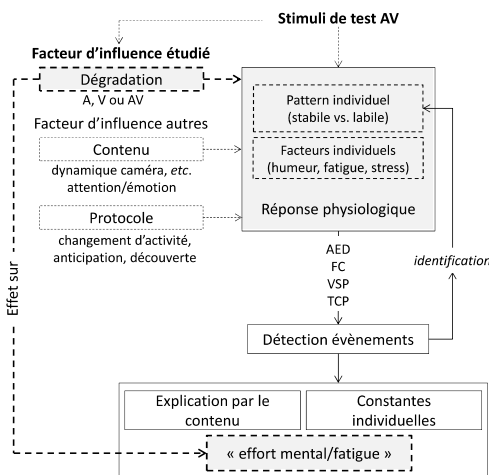 Stimuli de test AV
Facteur d'influence étudié
Dégradation
A, V ou AV
Facteur d'influence autres
Contenu
dynamique caméra, etc.
attention/émotion
Protocole
changement d'activité,
anticipation, découverte
Effet sur
Pattern individuel
(stable vs. labile)
Facteurs individuels
(humeur, fatigue, stress)
Réponse physiologique
AED
FC
VSP
TCP
identification
Détection évènements
Explication par le
contenu
Constantes
individuelles
« effort mental/fatigue »